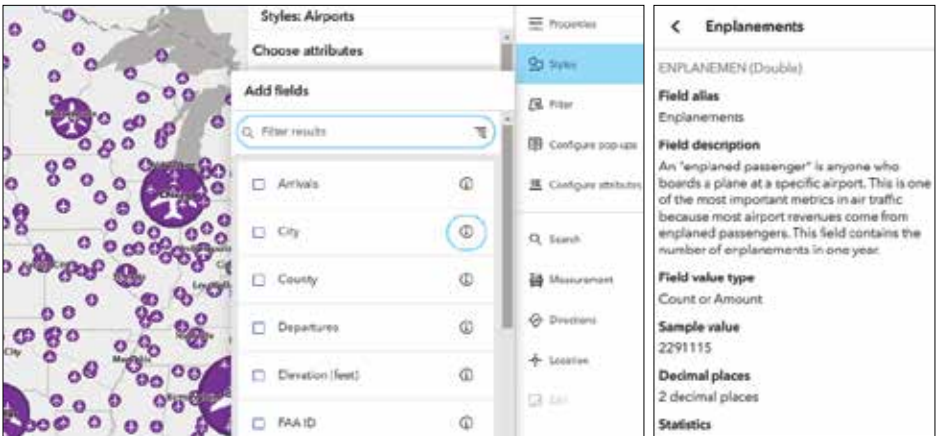 Styles: Airports
Choose attributes
Add fields
Filter results
Arrivals
City
County
Departures
Elevation (feet)
FAA ID
Properties
Styles
Filter
Configure pop-ups
Configure attributes
Search
Measurement
Directions
Location
Edit
Enplanements
ENPLANEMEN (Double)
Field alias
Enplanements
Field description
An "enplaned passenger" is anyone who
boards a plane at a specific airport. This is one
of the most important metrics in air traffic
because most airport revenues come from
enplaned passengers. This field contains the
number of enplanements in one year.
Field value type
Count or Amount
Sample value
2291115
Decimal places
2 decimal places
Statistics